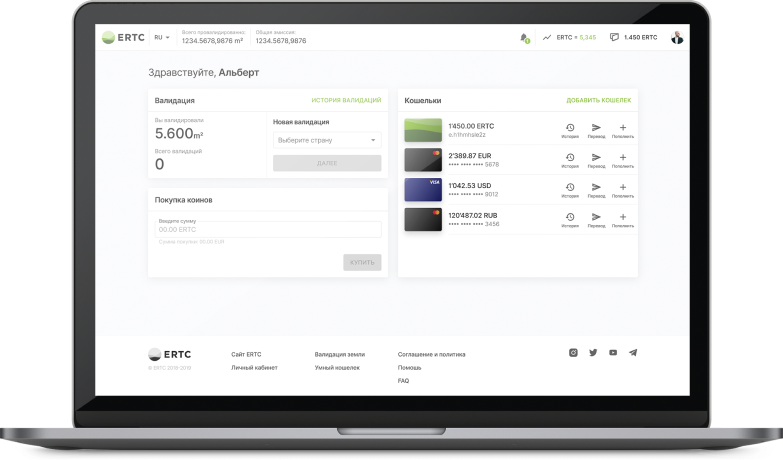 ERTC
RU
Всего провалидированно:
1234.5678,9876 m²
Общая эмиссия:
1234.5678,9876
1
ERTC = 5,345
1.450 ERTC
Здравствуйте, Альберт
Валидация
ИСТОРИЯ ВАЛИДАЦИЙ
Вы валидировали
5.600m²
Всего валидаций
0
Новая валидация
Выберите страну
ДАЛЕЕ
Покупка коинов
Введите сумму
00.00 ERTC
Сумма покупки 00.00 EUR
КУПИТЬ
Кошельки
ДОБАВИТЬ КОШЕЛЕК
1'450.00 ERTC
e.h1hmhsie2z
История
Перевод
Пополнить
2'389.87 EUR
•••• •••• •••• 5678
История
Перевод
Пополнить
VISA
1'042.53 USD
•••• •••• •••• 9012
История
Перевод
Пополнить
120'487.02 RUB
•••• •••• •••• 3456
История
Перевод
Пополнить
ERTC
© ERTC 2018-2019
Сайт ERTC
Личный кабинет
Валидация земли
Умный кошелек
Соглашение и политика
Помощь
FAQ